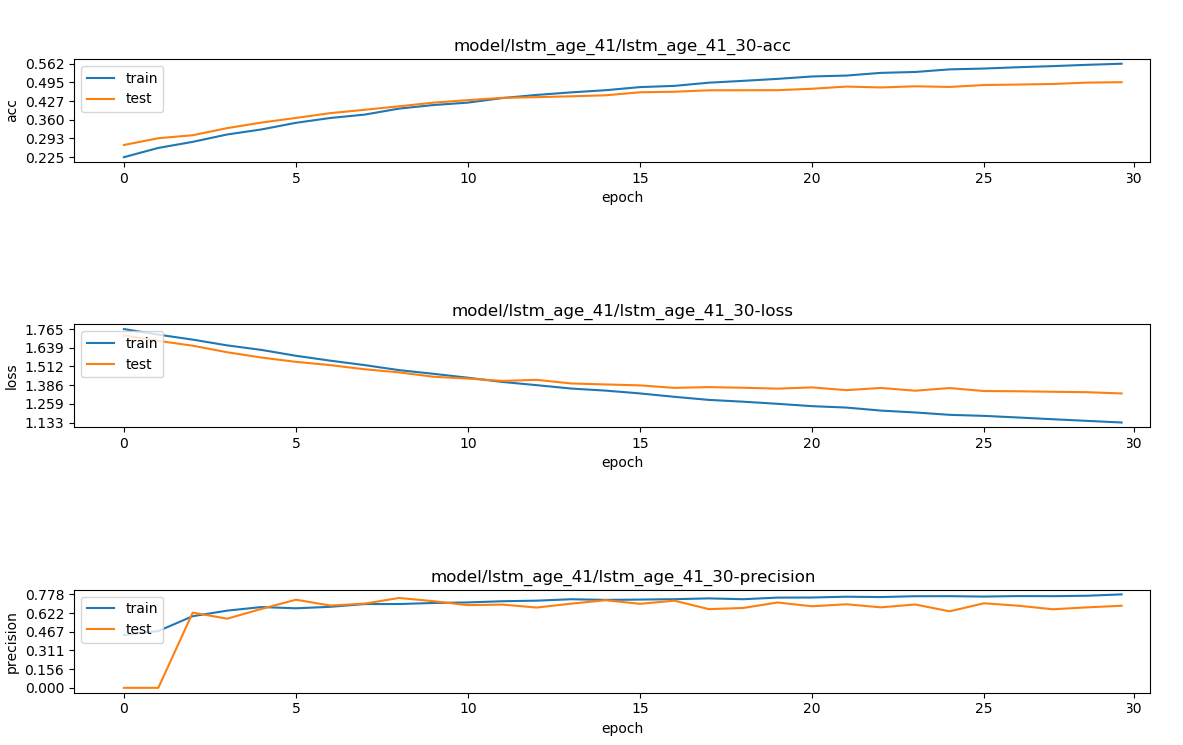 model/lstm_age_41/lstm_age_41_30-acc
acc
0.562
0.495
0.427
0.360
0.293
0.225
train
test
0 5 10 15 20 25 30
epoch
model/lstm_age_41/lstm_age_41_30-loss
loss
1.765
1.639
1.512
1.386
1.259
1.133
train
test
0 5 10 15 20 25 30
epoch
model/lstm_age_41/lstm_age_41_30-precision
precision
0.778
0.622
0.467
0.311
0.156
0.000
train
test
0 5 10 15 20 25 30
epoch